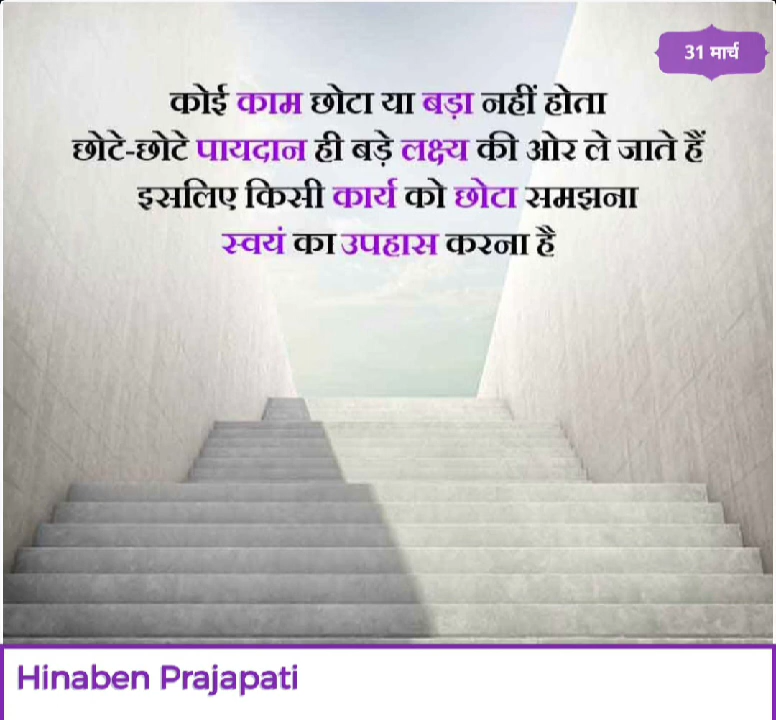 31 मार्च
कोई काम छोटा या बड़ा नहीं होता
छोटे-छोटे पायदान ही बड़े लक्ष्य की ओर ले जाते हैं
इसलिए किसी कार्य को छोटा समझना
स्वयं का उपहास करना है
Hinaben Prajapati